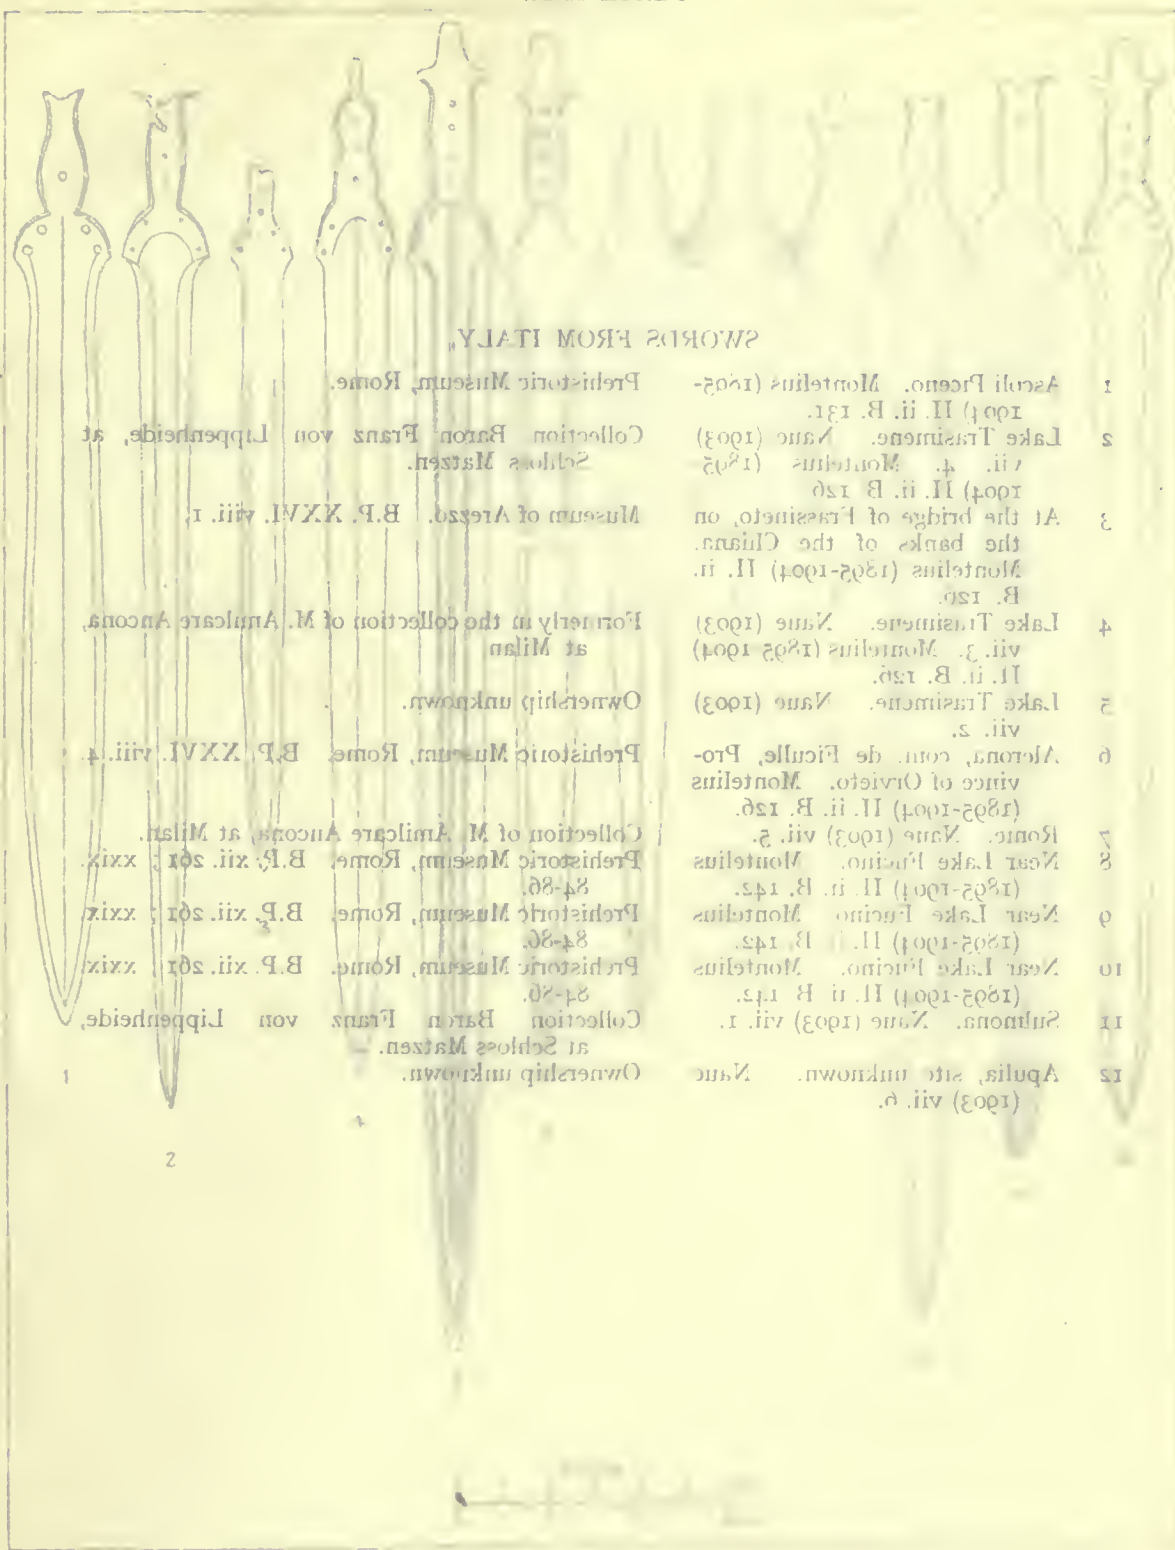 SWORDS FROM ITALY
1 Ascoli Piceno. Montelius (1895-
1904) II. ii. B. 131.
Prehistoric Museum, Rome.
2 Lake Trasimene. Naue (1903)
vii. 4. Montelius (1895
1904) II. ii. B 126
Collection Baron Franz von Lippenheide, at
Schloss Matzen.
3 At the bridge of Frassineto, on
the banks of the Chiana.
Montelius (1895-1904) II. ii.
B. 120.
Museum of Arezzo. B.P. XXVI. viii. 1.
4 Lake Trasimene. Naue (1903)
vii. 3. Montelius (1895 1904)
II. ii. B. 126.
Formerly in the collection of M. Amilcare Ancona,
at Milan
5 Lake Trasimene. Naue (1903)
vii. 2.
Ownership unknown.
6 Alerona, com. de Ficulle, Pro-
vince of Orvieto. Montelius
(1895-1904) II. ii. B. 126.
Prehistoric Museum, Rome. B.P. XXVI. viii. 4.
7 Rome. Naue (1903) vii. 5.
Collection of M. Amilcare Ancona, at Milan.
8 Near Lake Fucino. Montelius
(1895-1904) II. ii. B. 142.
Prehistoric Museum, Rome. B.P. xii. 261; xxix.
84-86.
9 Near Lake Fucino Montelius
(1895-1904) II. B. 142.
Prehistoric Museum, Rome. B.P. xii. 261; xxix
84-86.
10 Near Lake Fucino. Montelius
(1895-1904) II. ii B 142.
Prehistoric Museum, Rome. B.P. xii. 261; xxix
84-86.
11 Sulmona. Naue (1903) vii. 1.
Collection Baron Franz von Lippenheide,
at Schloss Matzen.
12 Apulia, site unknown. Naue
(1903) vii. 6.
Ownership unknown.
1
2